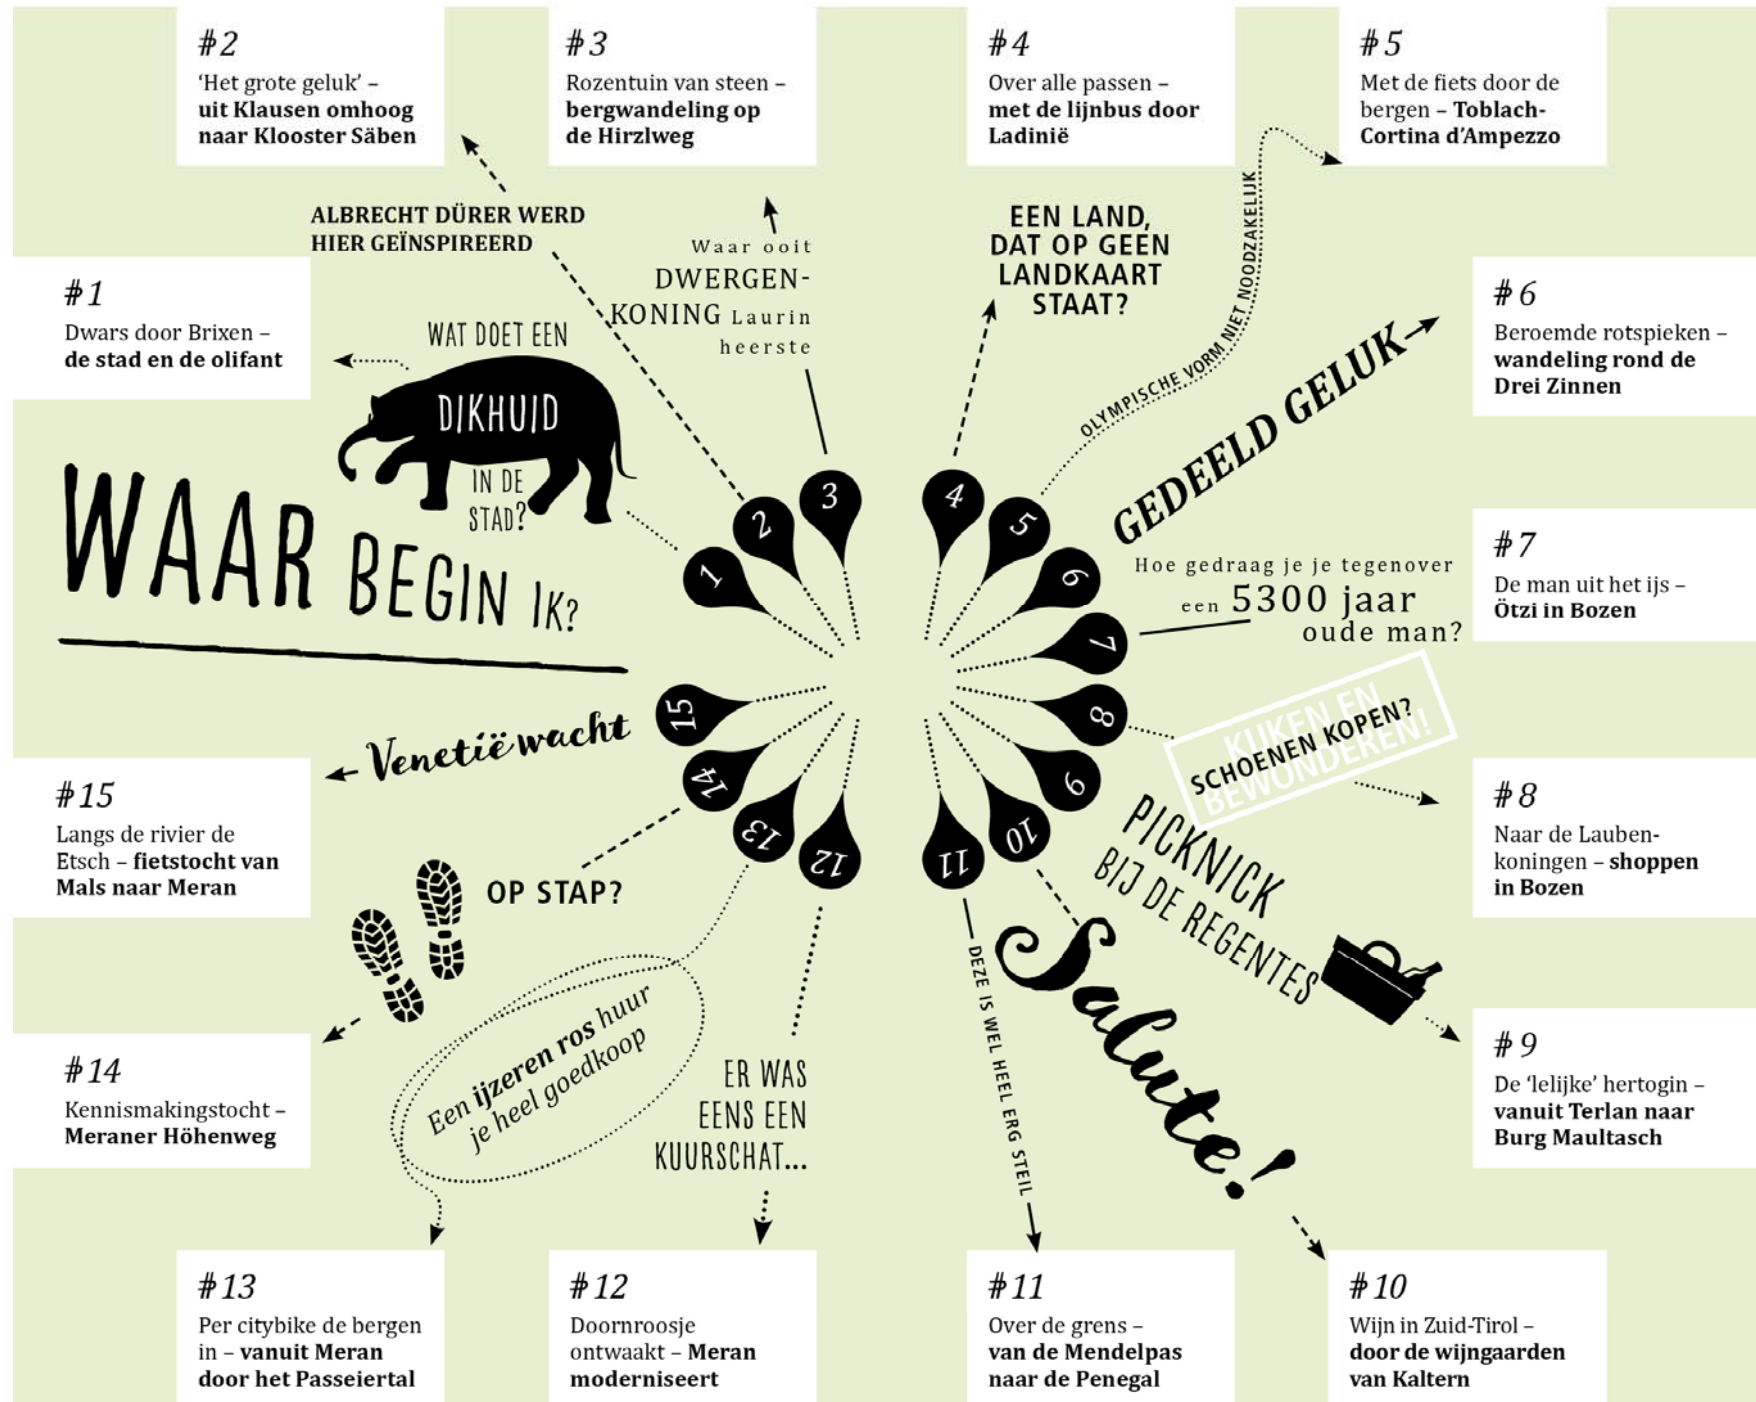 #2
'Het grote geluk' –
uit Klausen omhoog
naar Klooster Säben
#3
Rozentuin van steen –
bergwandeling op
de Hirzlweg
#4
Over alle passen –
met de lijnbus door
Ladinië
#5
Met de fiets door de
bergen – Toblach-
Cortina d'Ampezzo
ALBRECHT DÜRER WERD
HIER GEÏNSPIREERD
Waar ooit
DWERGEN-
KONING Laurin
heerste
EEN LAND,
DAT OP GEEN
LANDKAART
STAAT?
OLYMPISCHE VORM NIET NOODZAKELIJK
#1
Dwars door Brixen –
de stad en de olifant
WAT DOET EEN
DIKHUID
IN DE
STAD?
GEDEELD GELUK
#6
Beroemde rotspieken –
wandeling rond de
Drei Zinnen
WAAR BEGIN IK?
1
2
3
4
5
6
7
8
9
10
11
12
13
14
15
Hoe gedraag je je tegenover
een 5300 jaar
oude man?
#7
De man uit het ijs –
Ötzi in Bozen
KIJKEN EN
BEWONDEREN!
SCHOENEN KOPEN?
#8
Naar de Lauben-
koningen – shoppen
in Bozen
PICKNICK
BIJ DE REGENTES
#9
De 'lelijke' hertogin –
vanuit Terlan naar
Burg Maultasch
Salute!
#10
Wijn in Zuid-Tirol –
door de wijngaarden
van Kaltern
DEZE IS WEL HEEL ERG STEIL
#11
Over de grens –
van de Mendelpas
naar de Penegal
ER WAS
EENS EEN
KUURSCHAT...
#12
Doornroosje
ontwaakt – Meran
moderniseert
Een ijzeren ros huur
je heel goedkoop
#13
Per citybike de bergen
in – vanuit Meran
door het Passeiertal
OP STAP?
#14
Kennismakingstocht –
Meraner Höhenweg
Venetië wacht
#15
Langs de rivier de
Etsch – fietstocht van
Mals naar Meran